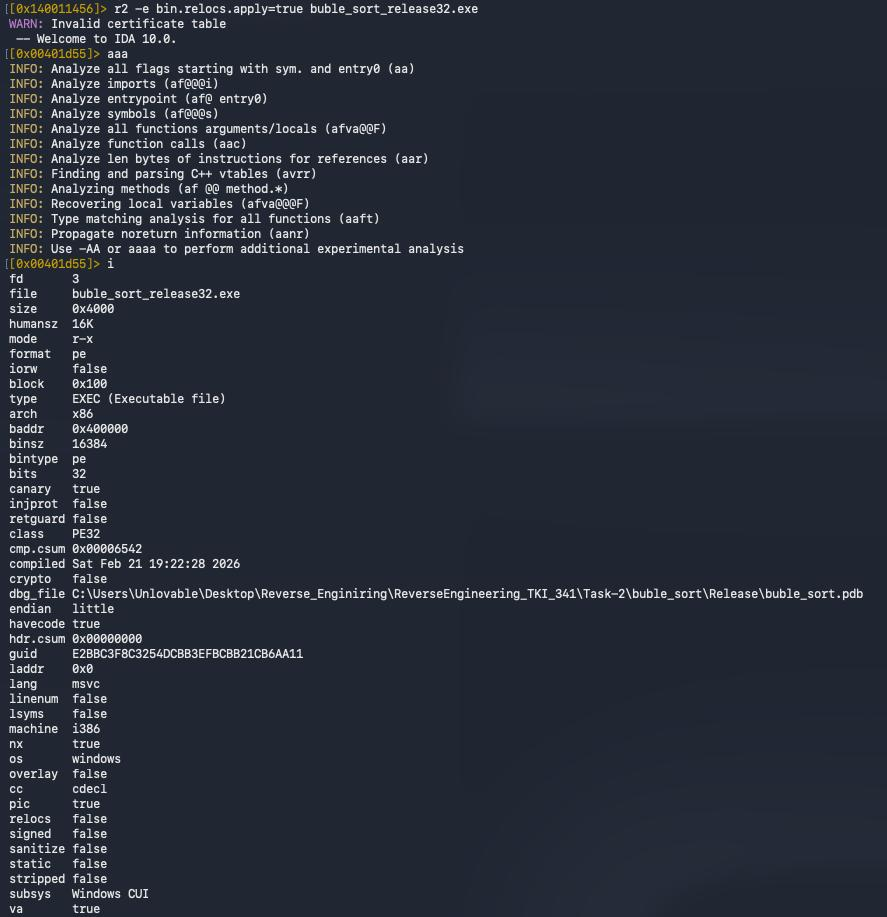 [[0x140011456]> r2 -e bin.relocs.apply=true buble_sort_release32.exe
WARN: Invalid certificate table
 -- Welcome to IDA 10.0.
[[0x00401d55]> aaa
INFO: Analyze all flags starting with sym. and entry0 (aa)
INFO: Analyze imports (af@@@i)
INFO: Analyze entrypoint (af@ entry0)
INFO: Analyze symbols (af@@@s)
INFO: Analyze all functions arguments/locals (afva@@F)
INFO: Analyze function calls (aac)
INFO: Analyze len bytes of instructions for references (aar)
INFO: Finding and parsing C++ vtables (avrr)
INFO: Analyzing methods (af @@ method.*)
INFO: Recovering local variables (afva@@@F)
INFO: Type matching analysis for all functions (aaft)
INFO: Propagate noreturn information (aanr)
INFO: Use -AA or aaaa to perform additional experimental analysis
[[0x00401d55]> i
fd       3
file     buble_sort_release32.exe
size     0x4000
humansz  16K
mode     r-x
format   pe
iorw     false
block    0x100
type     EXEC (Executable file)
arch     x86
baddr    0x400000
binsz    16384
bintype  pe
bits     32
canary   true
injprot  false
retguard false
class    PE32
cmp.csum 0x00006542
compiled Sat Feb 21 19:22:28 2026
crypto   false
dbg_file C:\Users\Unlovable\Desktop\Reverse_Enginiring\ReverseEngineering_TKI_341\Task-2\buble_sort\Release\buble_sort.pdb
endian   little
havecode true
hdr.csum 0x00000000
guid     E2BBC3F8C3254DCBB3EFBCBB21CB6AA11
laddr    0x0
lang     msvc
linenum  false
lsyms    false
machine  i386
nx       true
os       windows
overlay  false
cc       cdecl
pic      true
relocs   false
signed   false
sanitize false
static   false
stripped false
subsys   Windows CUI
va       true